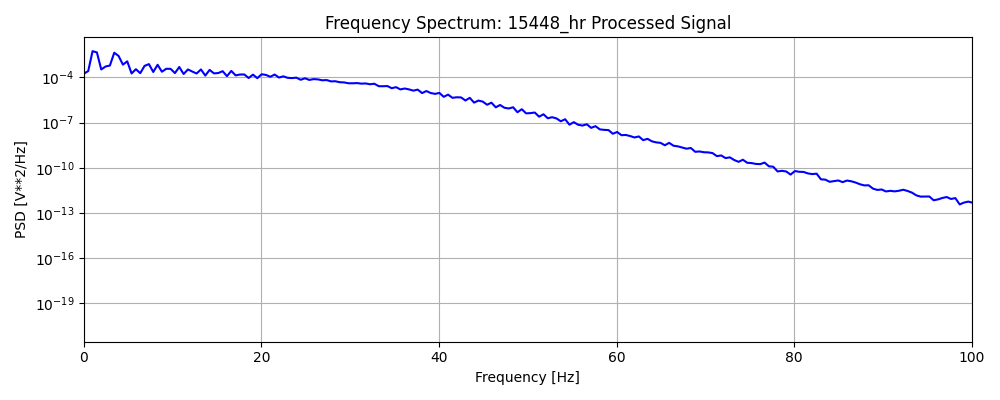 Frequency Spectrum: 15448_hr Processed Signal
PSD [V**2/Hz]
10^-4
10^-7
10^-10
10^-13
10^-16
10^-19
0 20 40 60 80 100
Frequency [Hz]